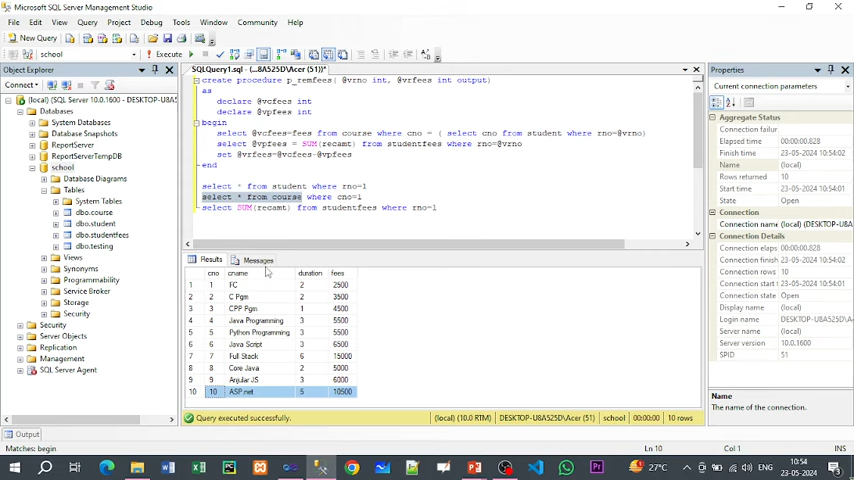 Microsoft SQL Server Management Studio
File Edit View Query Project Debug Tools Window Community Help
New Query
school Execute
Object Explorer
Connect
(local) (SQL Server 10.0.1600 - DESKTOP-U8A5
Databases
System Databases
Database Snapshots
ReportServer
ReportServerTempDB
school
Database Diagrams
Tables
System Tables
dbo.course
dbo.student
dbo.studentfees
dbo.testing
Views
Synonyms
Programmability
Service Broker
Storage
Security
Security
Server Objects
Replication
Management
SQL Server Agent
SQLQuery1.sql - (...8A525D\Acer (51))*
create procedure p_remfees( @vrno int, @vrfees int output)
as
declare @vcfees int
declare @vpfees int
begin
select @vcfees=fees from course where cno = ( select cno from student where rno=@vrno)
select @vpfees = SUM(recamt) from studentfees where rno=@vrno
set @vrfees=@vcfees-@vpfees
end
select * from student where rno=1
select * from course where cno=1
select SUM(recamt) from studentfees where rno=1
Results Messages
cno cname duration fees
1 1 FC 2 2500
2 2 C Pgm 2 3500
3 3 CPP Pgm 1 4500
4 4 Java Programming 3 5500
5 5 Python Programming 3 5500
6 6 Java Script 3 6500
7 7 Full Stack 6 15000
8 8 Core Java 2 5000
9 9 Anjular JS 3 6000
10 10 ASP.net 5 10500
Query executed successfully. (local) (10.0 RTM) DESKTOP-U8A525D\Acer (51) school 00:00:00 10 rows
Properties
Current connection parameters
Aggregate Status
Connection failur
Elapsed time 00:00:00.828
Finish time 23-05-2024 10:54:02
Name (local)
Rows returned 10
Start time 23-05-2024 10:54:01
State Open
Connection
Connection name (local) (DESKTOP-U8A
Connection Details
Connection elaps 00:00:00.828
Connection finish 23-05-2024 10:54:02
Connection rows 10
Connection start 23-05-2024 10:54:01
Connection state Open
Display name (local)
Login name DESKTOP-U8A525D\
Server name (local)
Server version 10.0.1600
SPID 51
Name
The name of the connection.
Output
Matches: begin Ln 10 Col 1 INS
27°C ENG 10:54
23-05-2024
3